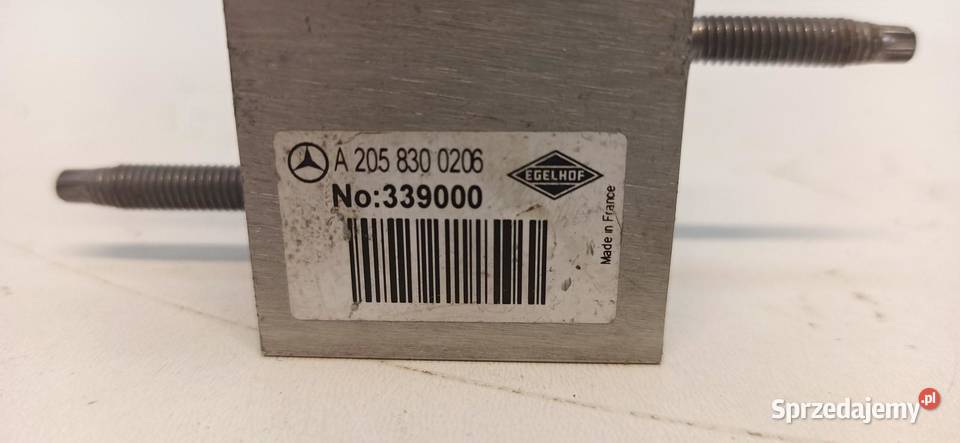 A 205 830 0206
No:339000
EGELHOF
Made in France
Sprzedajemy.pl